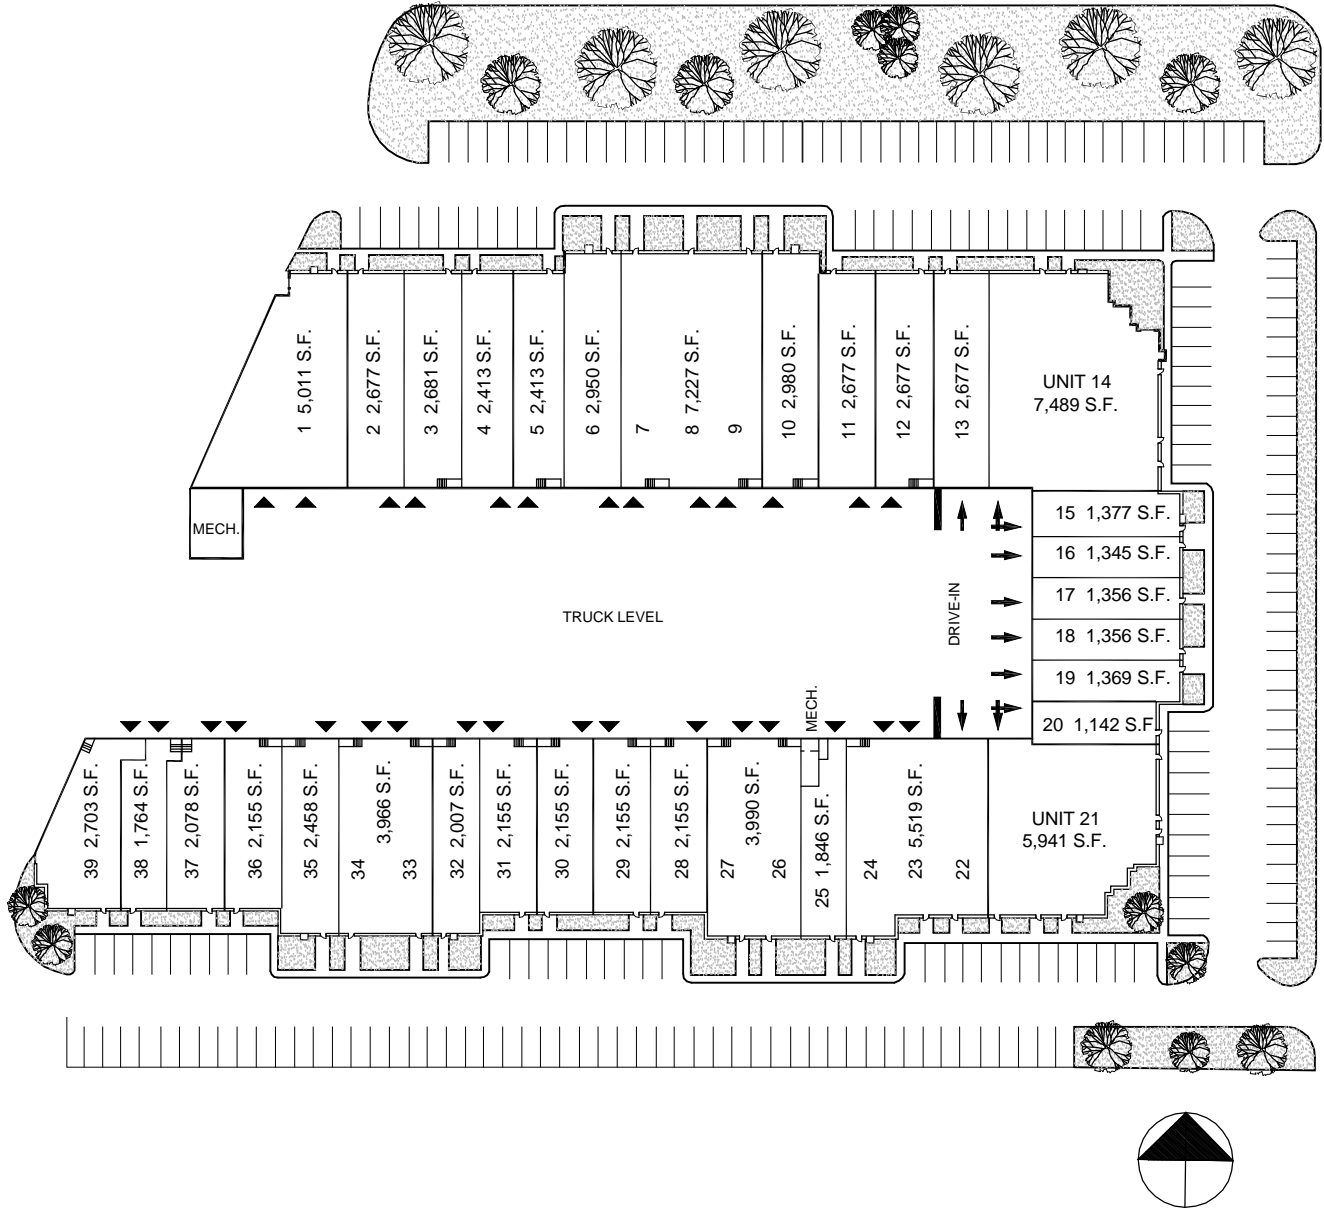 1 5,011 S.F.
2 2,677 S.F.
3 2,681 S.F.
4 2,413 S.F.
5 2,413 S.F.
6 2,950 S.F.
7
8 7,227 S.F.
9
10 2,980 S.F.
11 2,677 S.F.
12 2,677 S.F.
13 2,677 S.F.
UNIT 14
7,489 S.F.
MECH.
15 1,377 S.F.
16 1,345 S.F.
17 1,356 S.F.
18 1,356 S.F.
19 1,369 S.F.
20 1,142 S.F
TRUCK LEVEL
DRIVE-IN
MECH.
39 2,703 S.F.
38 1,764 S.F.
37 2,078 S.F.
36 2,155 S.F.
35 2,458 S.F.
34
3,966 S.F.
33
32 2,007 S.F.
31 2,155 S.F.
30 2,155 S.F.
29 2,155 S.F.
28 2,155 S.F.
27
3,990 S.F.
26
25 1,846 S.F.
24
23 5,519 S.F.
22
UNIT 21
5,941 S.F.